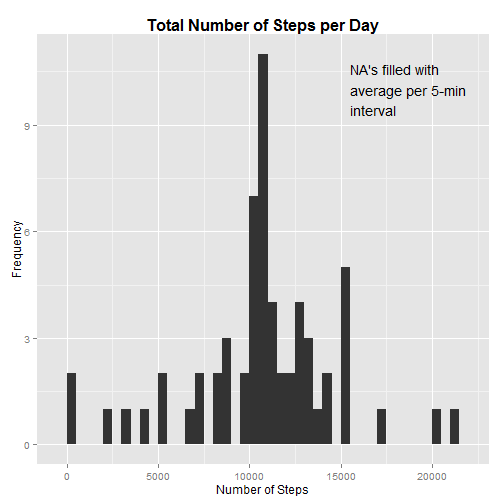 Total Number of Steps per Day
NA's filled with
average per 5-min
interval
Frequency
9
6
3
0
0
5000
10000
15000
20000
Number of Steps